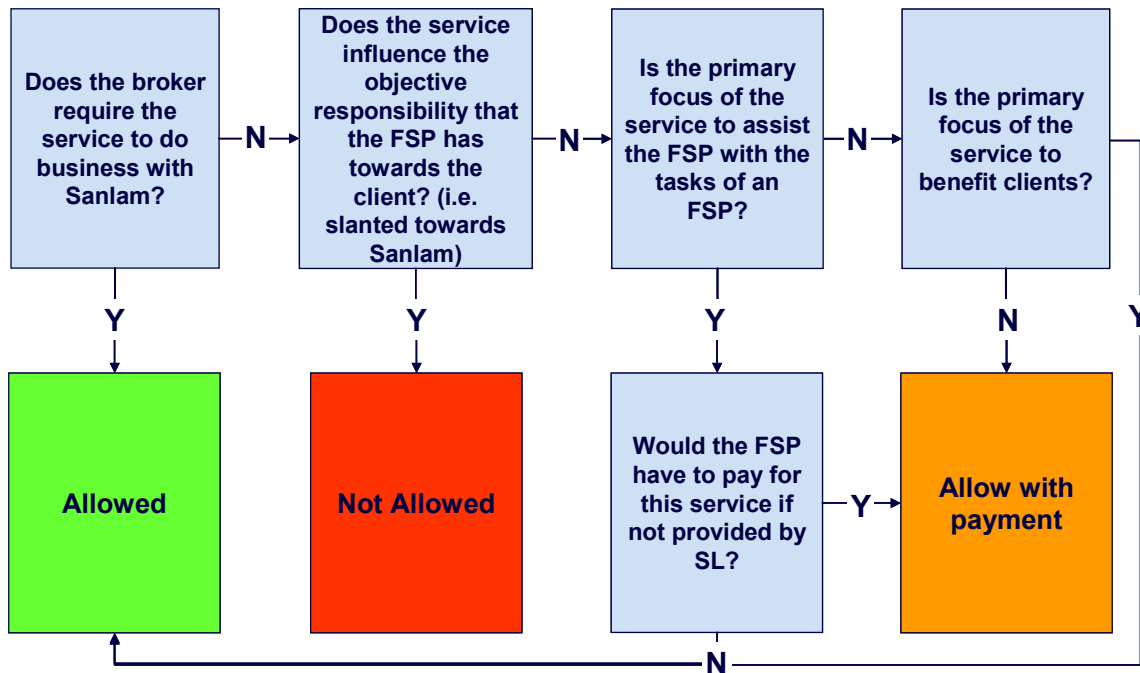 Does the broker
require the
service to do
business with
Sanlam?
N
Does the service
influence the
objective
responsibility that
the FSP has
towards the
client? (i.e.
slanted towards
Sanlam)
N
Is the primary
focus of the
service to assist
the FSP with the
tasks of an
FSP?
N
Is the primary
focus of the
service to
benefit clients?
Y
Y
Y
N
Y
Allowed
Not Allowed
Would the FSP
have to pay for
this service if
not provided by
SL?
Y
Allow with
payment
N